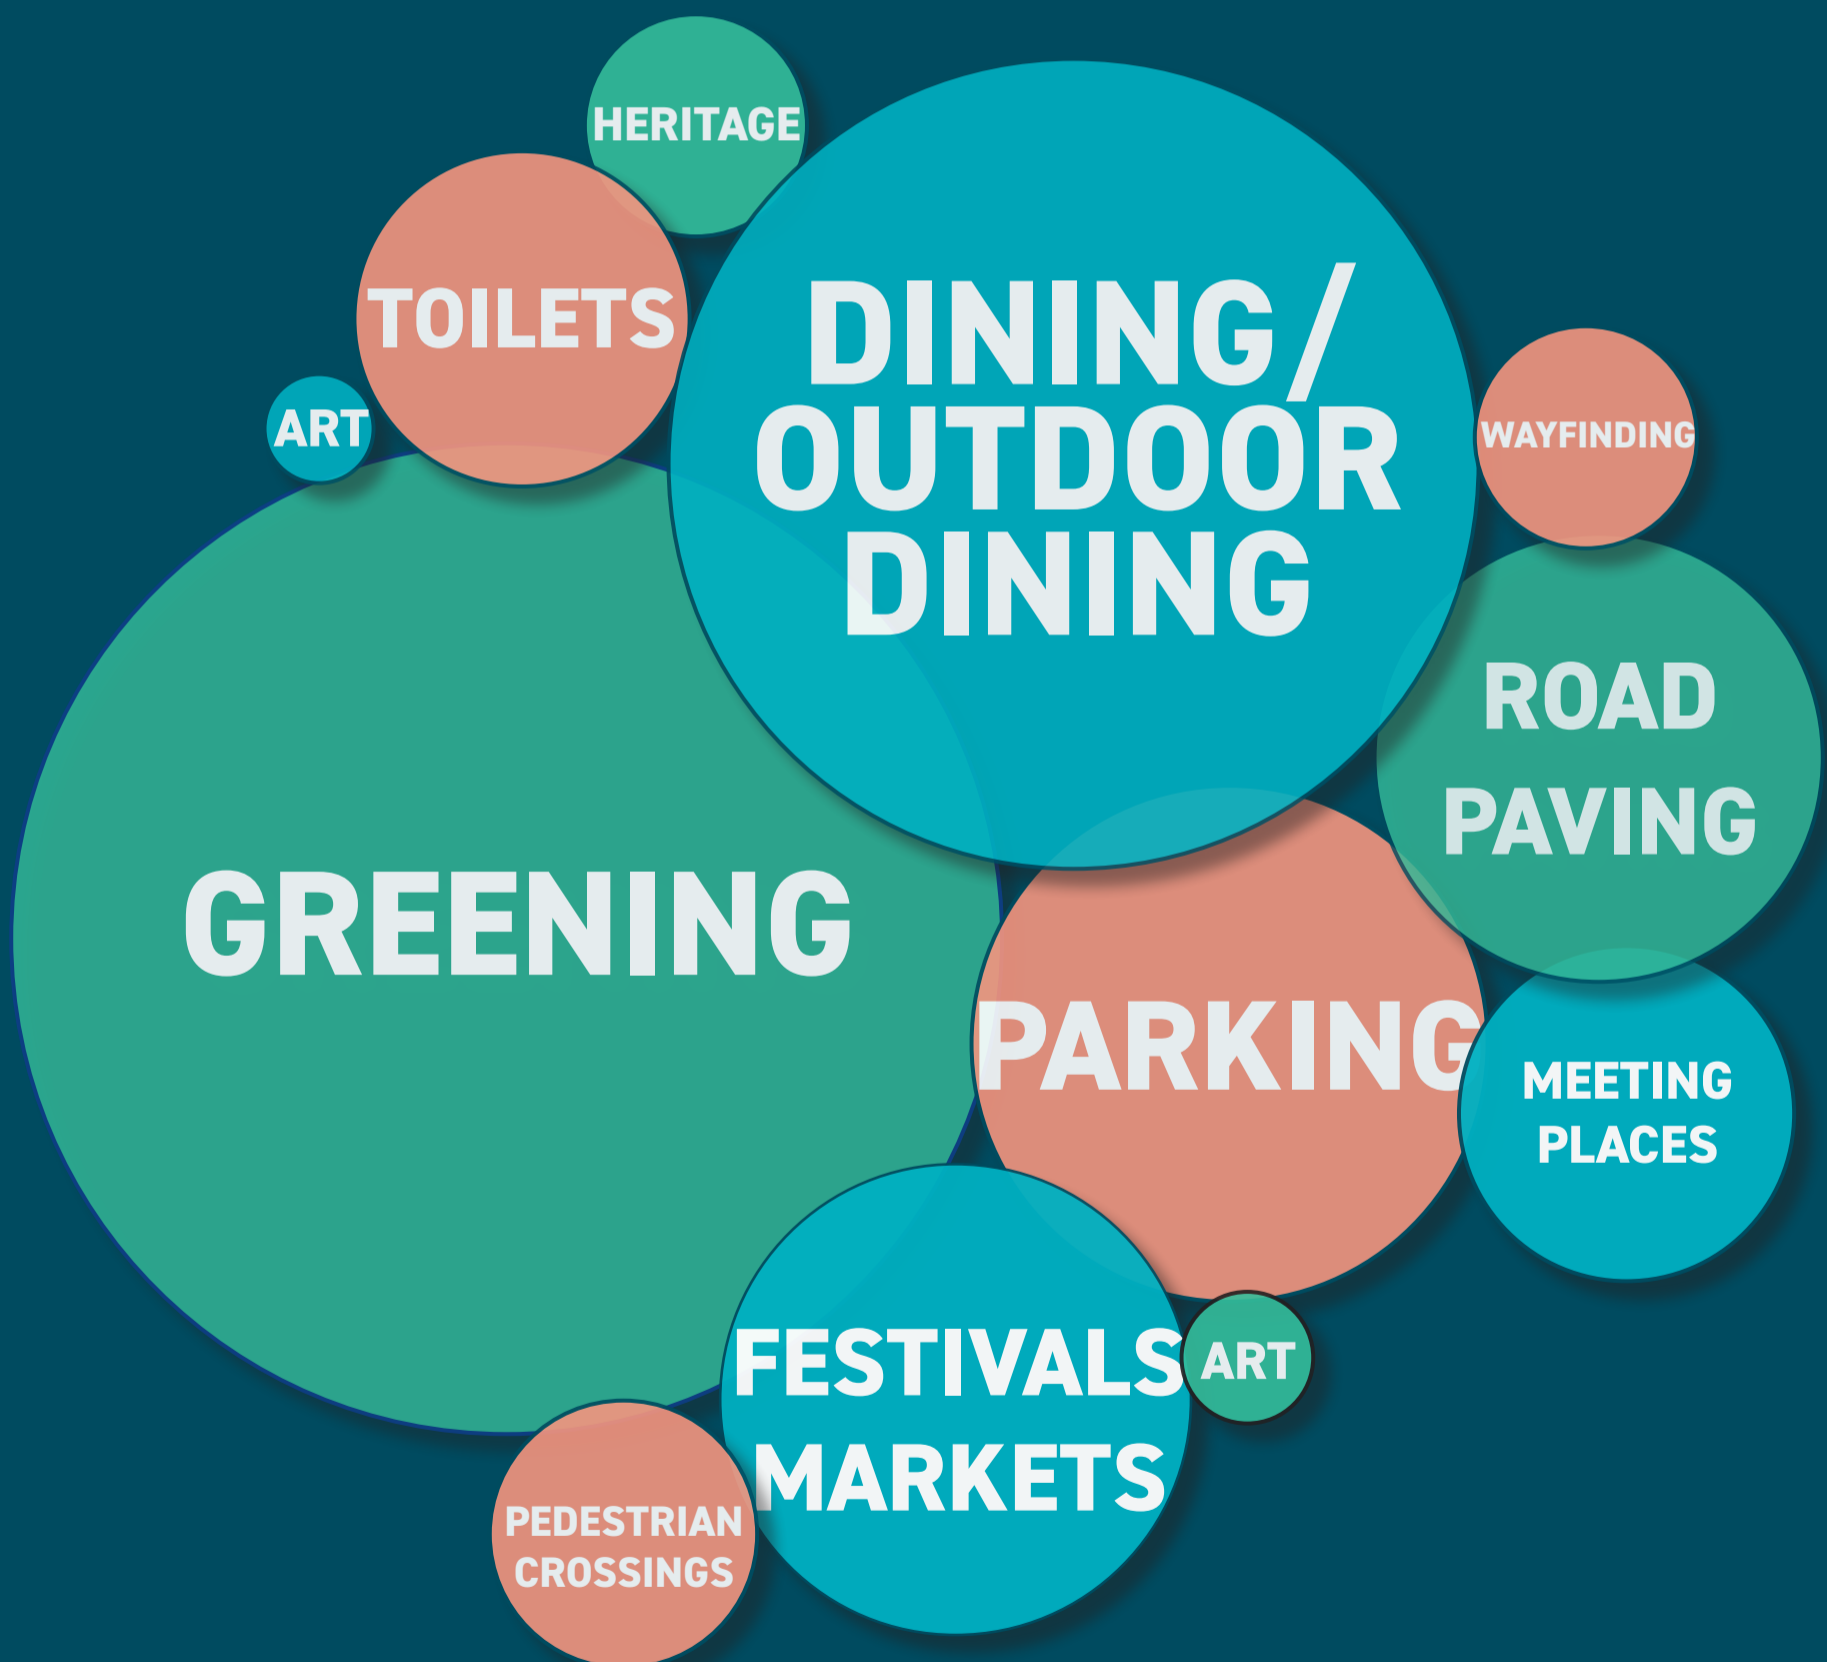 HERITAGE
TOILETS
ART
DINING/
OUTDOOR
DINING
WAYFINDING
ROAD
PAVING
GREENING
PARKING
MEETING
PLACES
FESTIVALS
MARKETS
ART
PEDESTRIAN
CROSSINGS